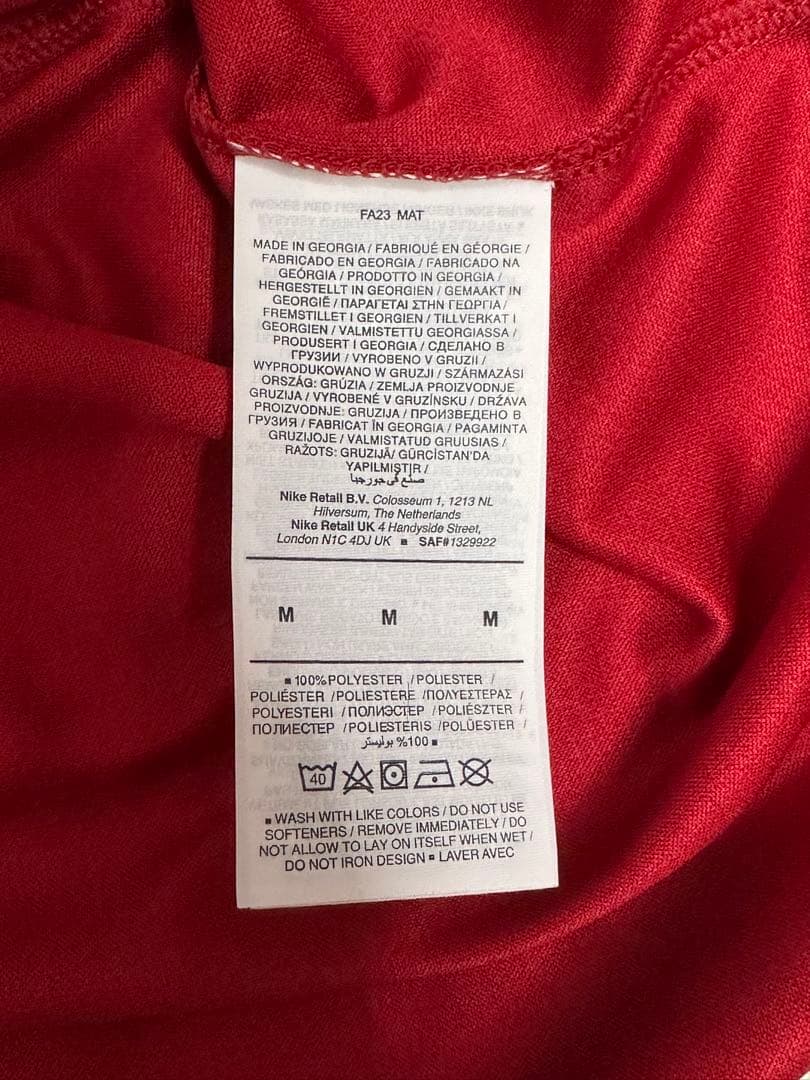 FA23 MAT
MADE IN GEORGIA / FABRIQUÉ EN GÉORGIE /
FABRICADO EN GEORGIA / FABRICADO NA
GEÓRGIA / PRODOTTO IN GEORGIA /
HERGESTELLT IN GEORGIEN / GEMAAKT IN
GEORGIË / ΠΑΡΑΓΕΤΑΙ ΣΤΗΝ ΓΕΩΡΓΙΑ /
FREMSTILLET I GEORGIEN / TILLVERKAT I
GEORGIEN / VALMISTETTU GEORGIASSA /
PRODUSERT I GEORGIA / СДЕЛАНО В
ГРУЗИИ / VYROBENO V GRUZII /
WYPRODUKOWANO W GRUZJI / SZÁRMAZÁSI
ORSZÁG: GRÚZIA / ZEMLJA PROIZVODNJE
GRUZIJA / VYROBENÉ V GRUZÍNSKU / DRŽAVA
PROIZVODNJE: GRUZIJA / ПРОИЗВЕДЕНО В
ГРУЗИЯ / FABRICAT ÎN GEORGIA / PAGAMINTA
GRUZIJOJE / VALMISTATUD GRUUSIAS /
RAŽOTS: GRUZIJĀ/ GÜRCİSTAN'DA
YAPILMIŞTIR /
صنع في جورجيا
Nike Retail B.V. Colosseum 1, 1213 NL
Hilversum, The Netherlands
Nike Retail UK 4 Handyside Street,
London N1C 4DJ UK ■ SAF#1329922
M M M
■ 100% POLYESTER / POLIESTER /
POLIÉSTER / POLIESTERE / ΠΟΛΥΕΣΤΕΡΑΣ /
POLYESTERI / ПОЛИЭСТЕР / POLIÉSZTER /
ПОЛИЕСТЕР / POLIESTERIS / POLÜESTER /
■ 100% بوليستر
40
■ WASH WITH LIKE COLORS / DO NOT USE
SOFTENERS / REMOVE IMMEDIATELY / DO
NOT ALLOW TO LAY ON ITSELF WHEN WET /
DO NOT IRON DESIGN ■ LAVER AVEC